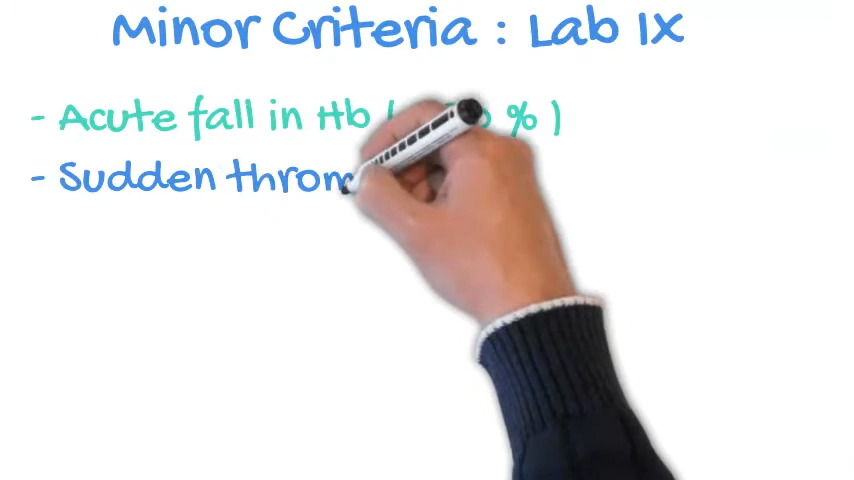 Minor Criteria : Lab IX
- Acute fall in Hb ( %)
- Sudden throm